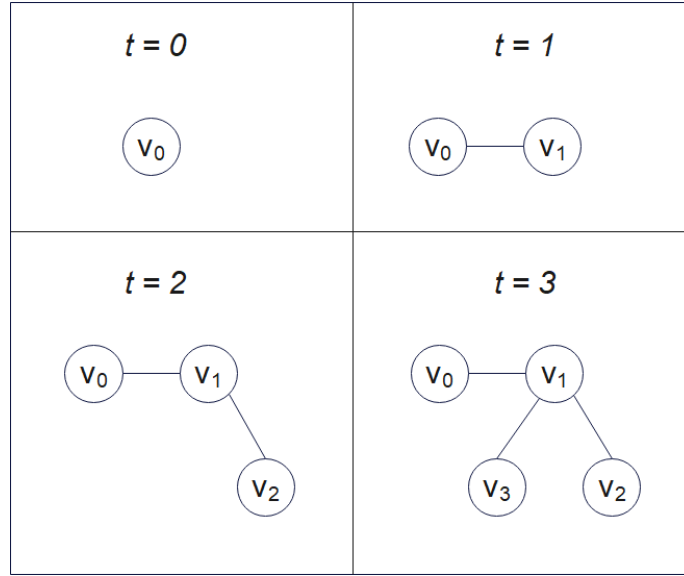 t = 0
v₀
t = 1
v₀ v₁
t = 2
v₀ v₁
v₂
t = 3
v₀ v₁
v₃ v₂